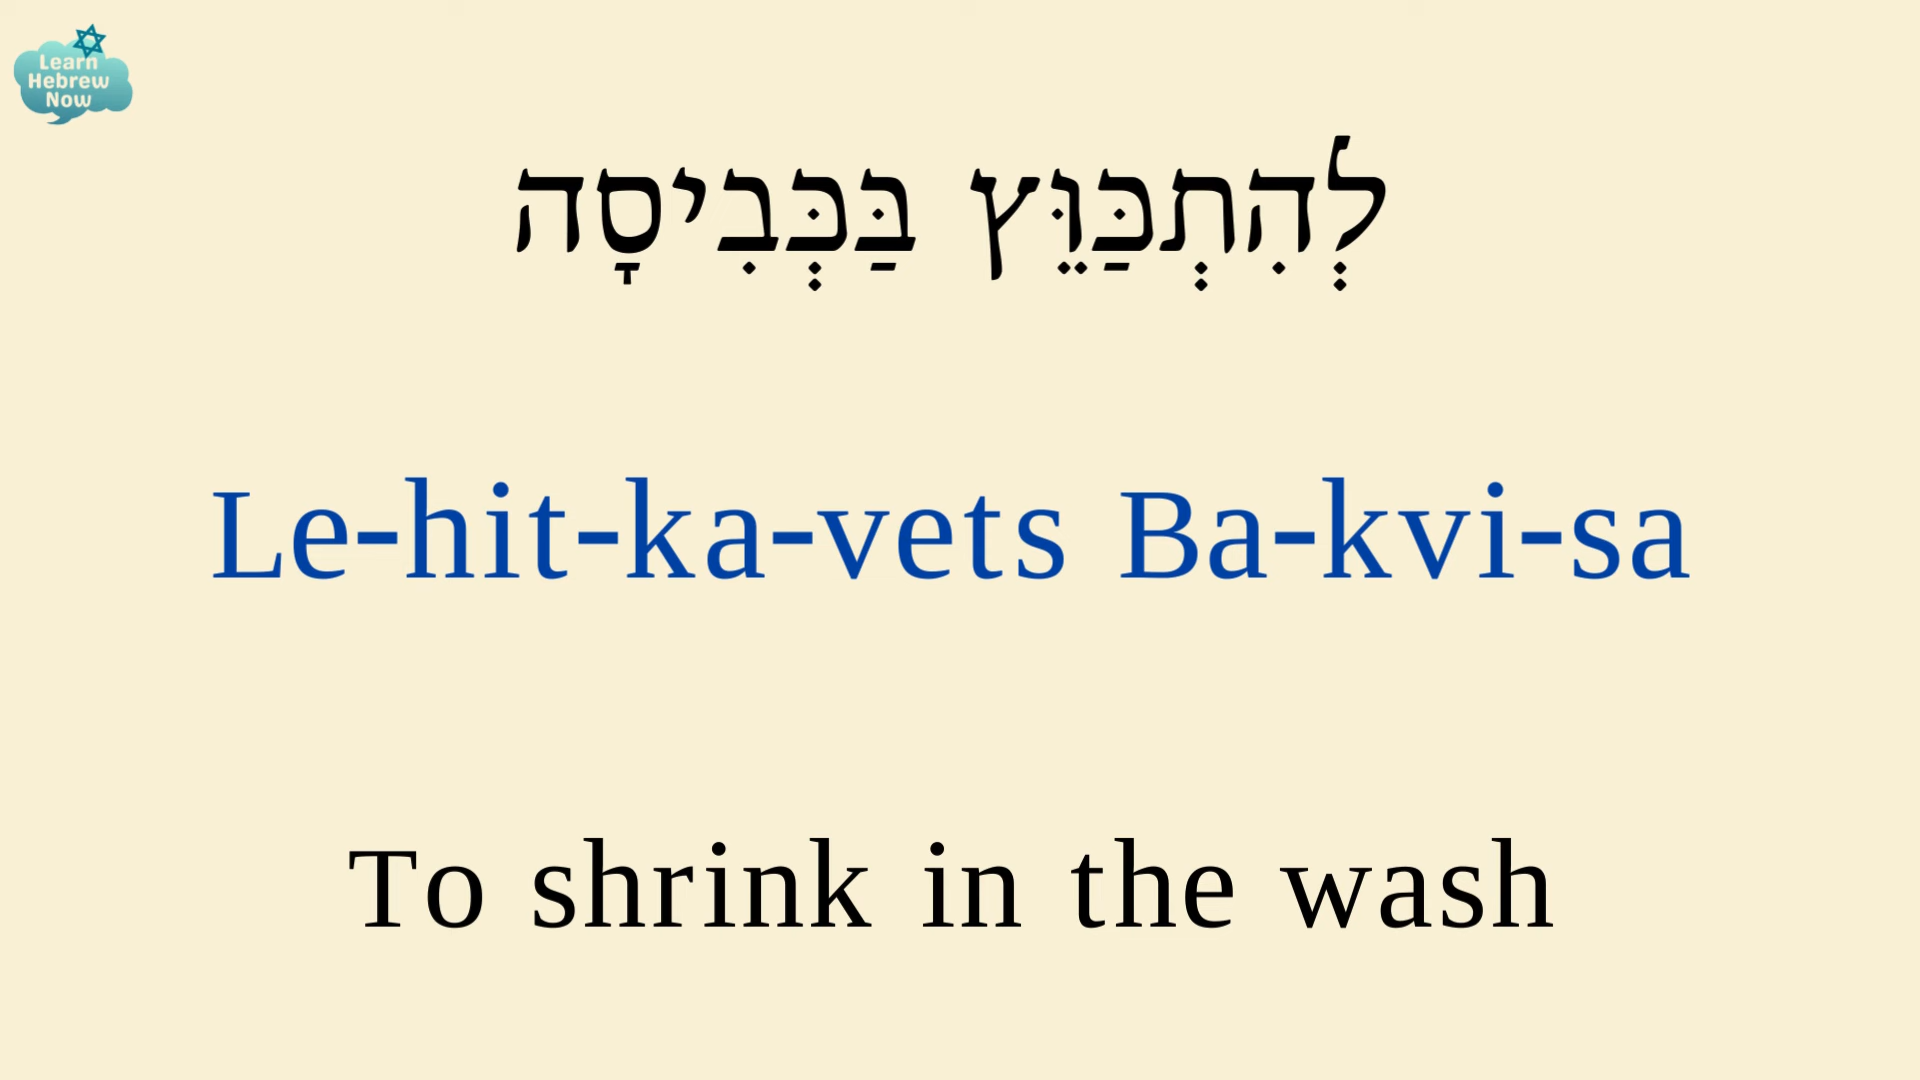 Learn
Hebrew
Now
לְהִתְכַּוֵּץ בַּכְּבִיסָה
Le-hit-ka-vets Ba-kvi-sa
To shrink in the wash